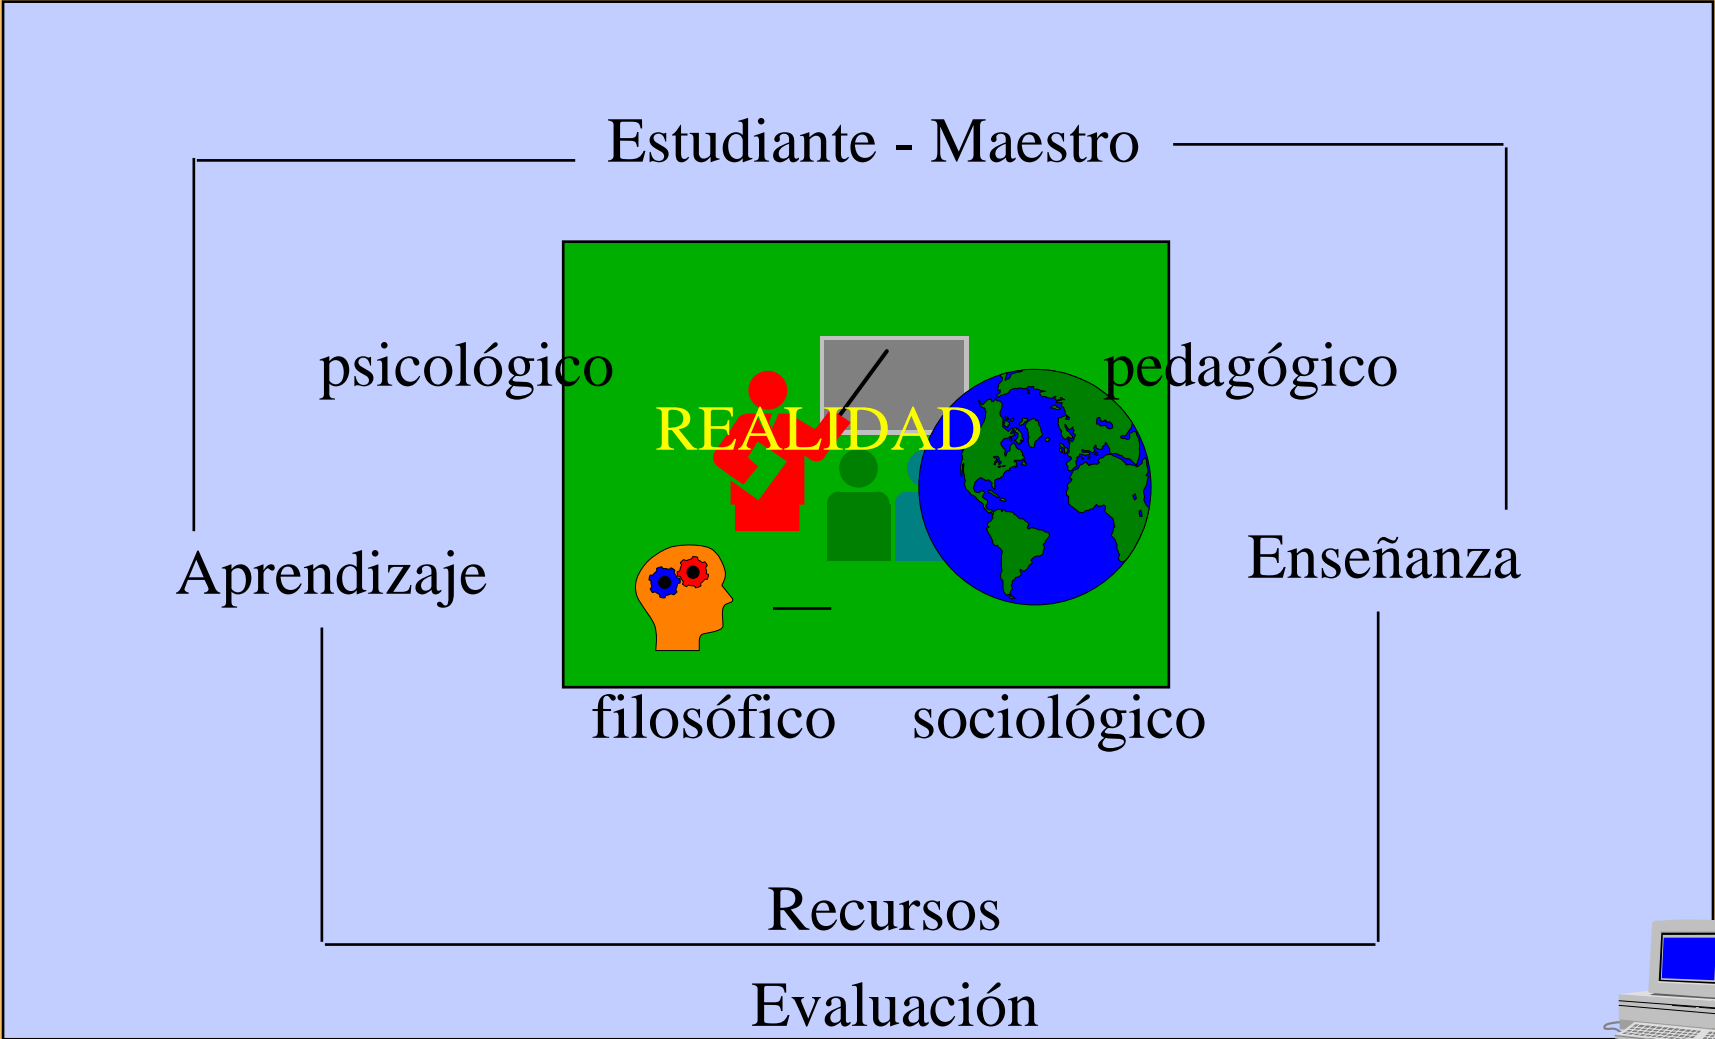 Estudiante - Maestro
psicológico
pedagógico
REALIDAD
Aprendizaje
Enseñanza
filosófico
sociológico
Recursos
Evaluación